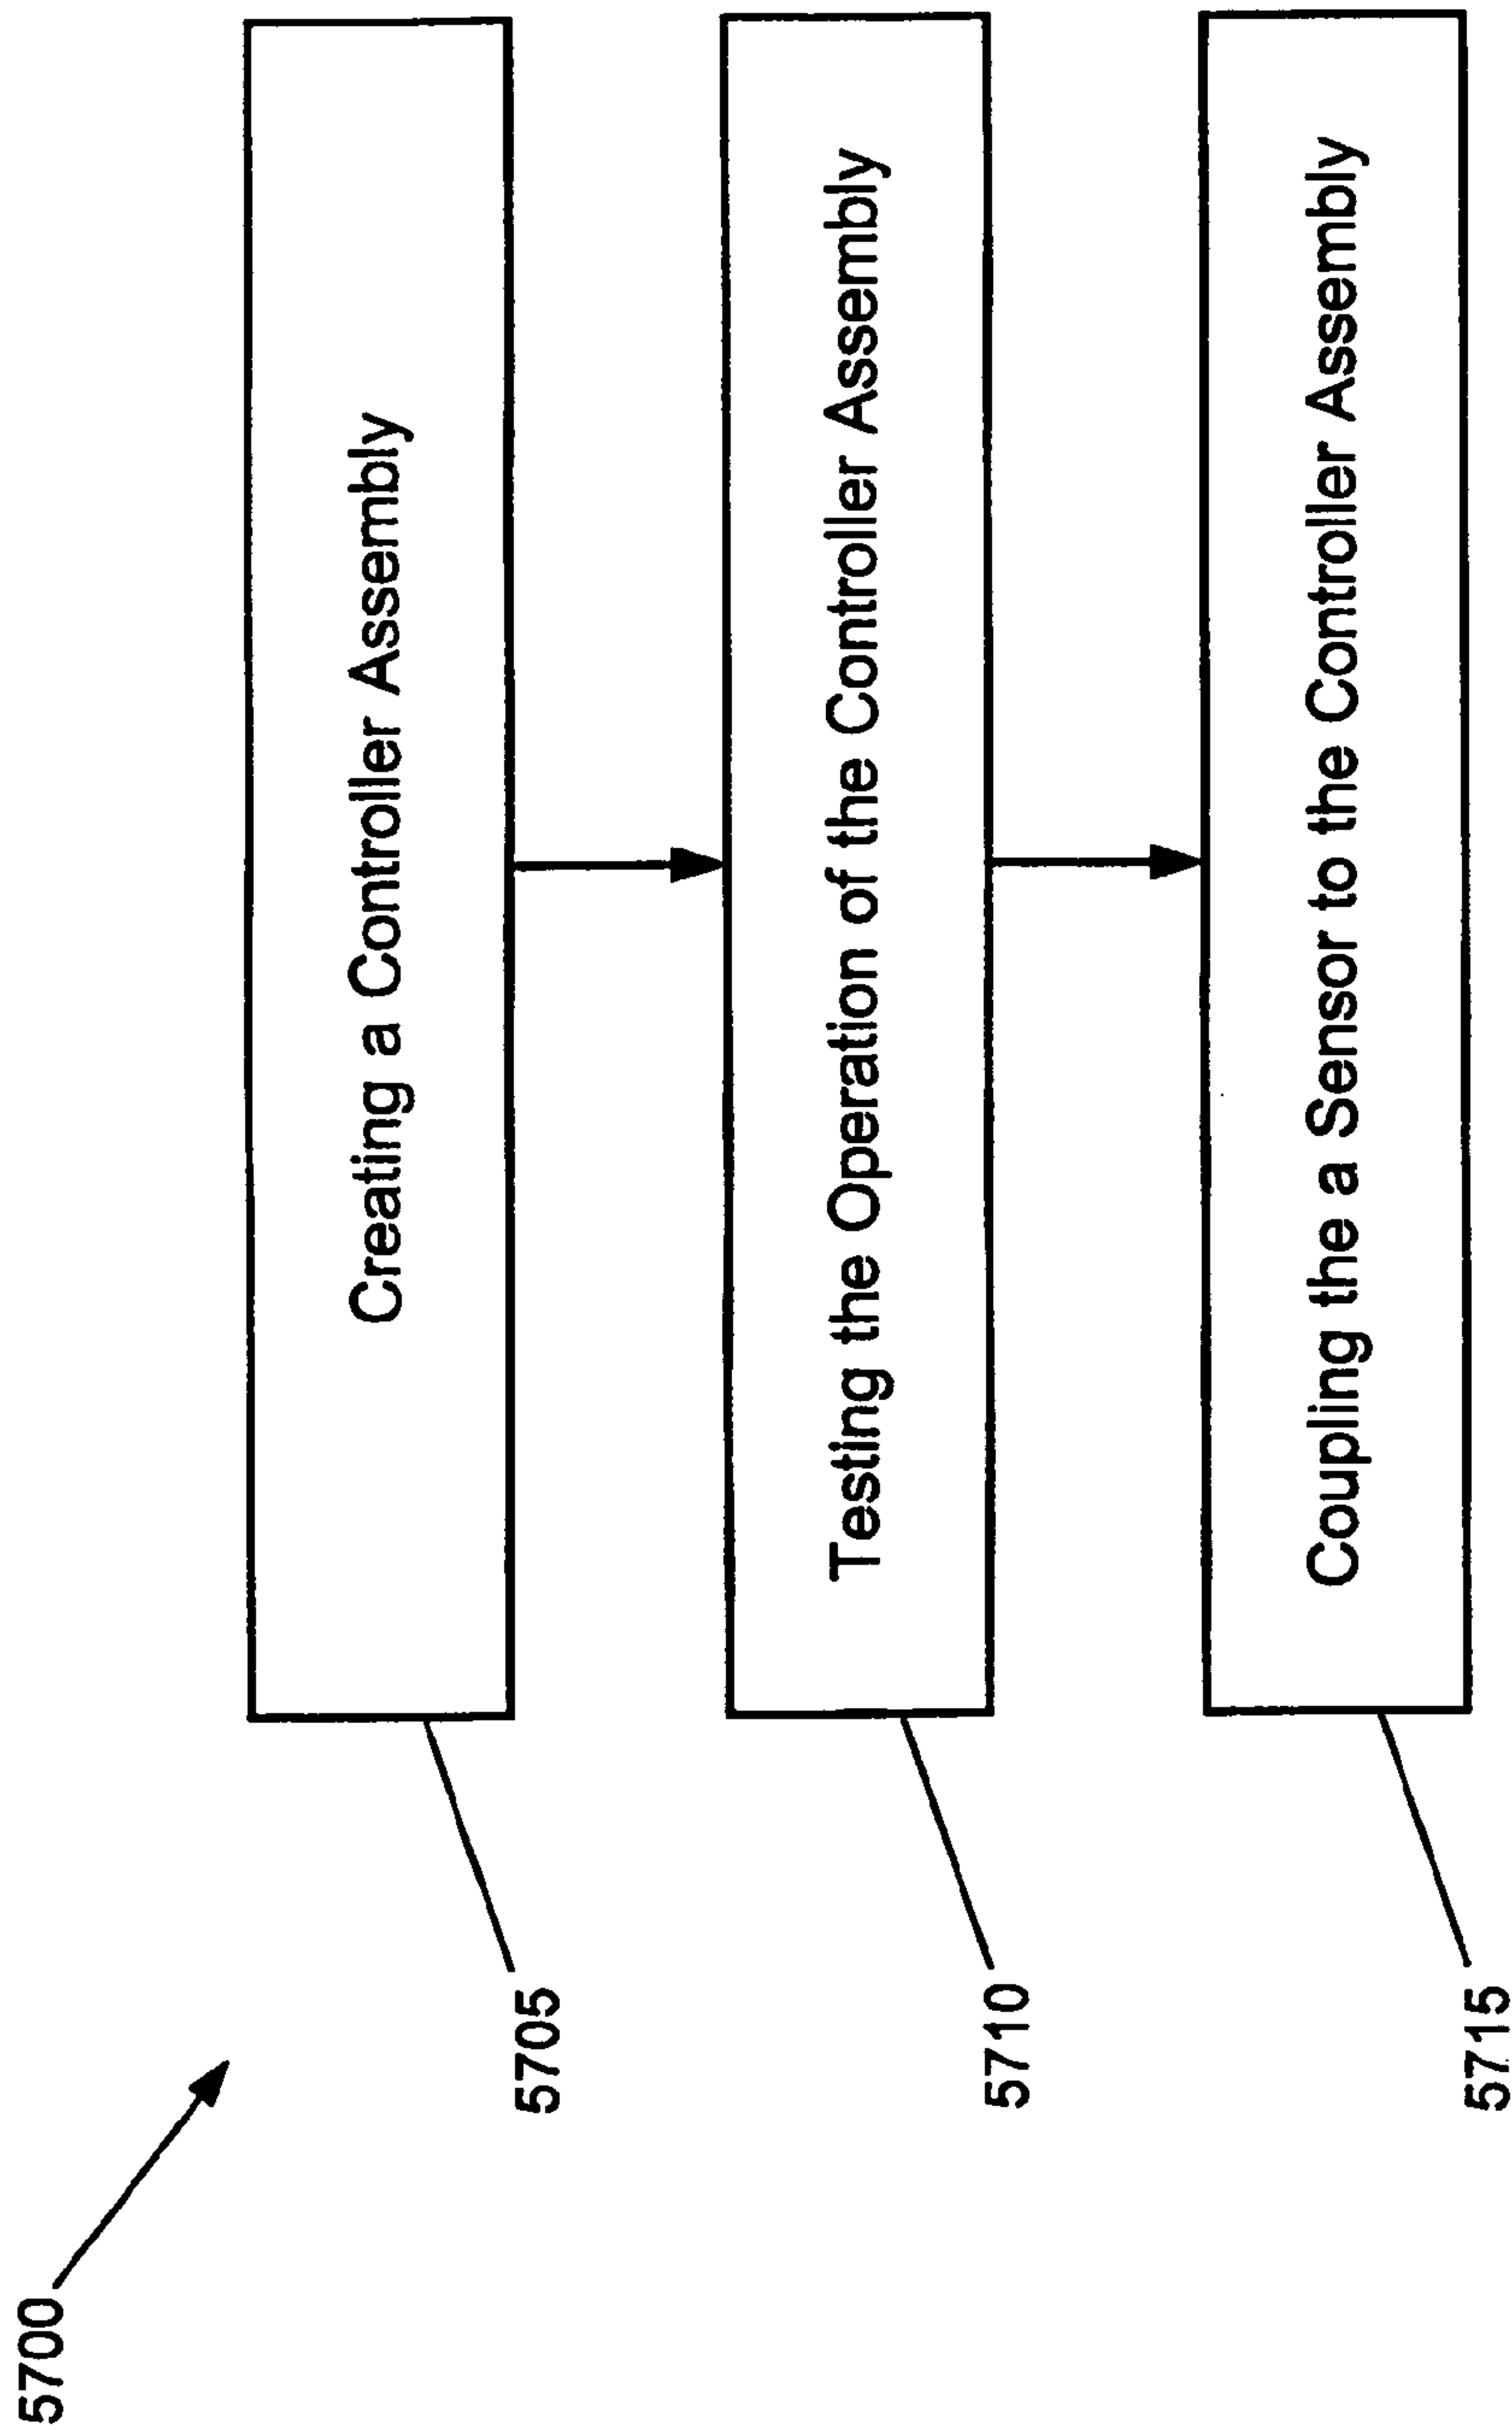 5700
5705
Creating a Controller Assembly
5710
Testing the Operation of the Controller Assembly
5715
Coupling the a Sensor to the Controller Assembly